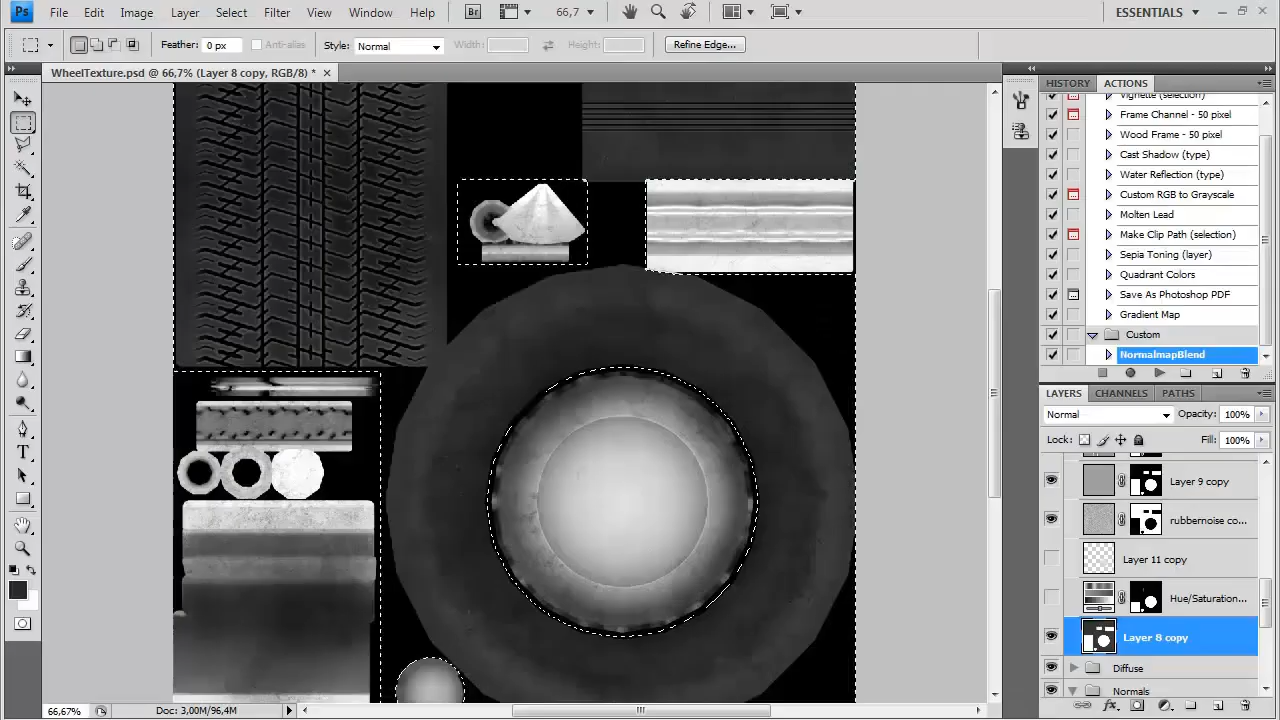 Ps File Edit Image Layer Select Filter View Window Help Br 66,7 ESSENTIALS
Feather: 0 px Anti-alias Style: Normal Width: Height: Refine Edge...
WheelTexture.psd @ 66,7% (Layer 8 copy, RGB/8) *
HISTORY ACTIONS
Vignette (selection)
Frame Channel - 50 pixel
Wood Frame - 50 pixel
Cast Shadow (type)
Water Reflection (type)
Custom RGB to Grayscale
Molten Lead
Make Clip Path (selection)
Sepia Toning (layer)
Quadrant Colors
Save As Photoshop PDF
Gradient Map
Custom
NormalmapBlend
LAYERS CHANNELS PATHS
Normal Opacity: 100%
Lock: Fill: 100%
Layer 9 copy
rubbernoise co...
Layer 11 copy
Hue/Saturation...
Layer 8 copy
Diffuse
Normals
66,67% Doc: 3,00M/96,4M